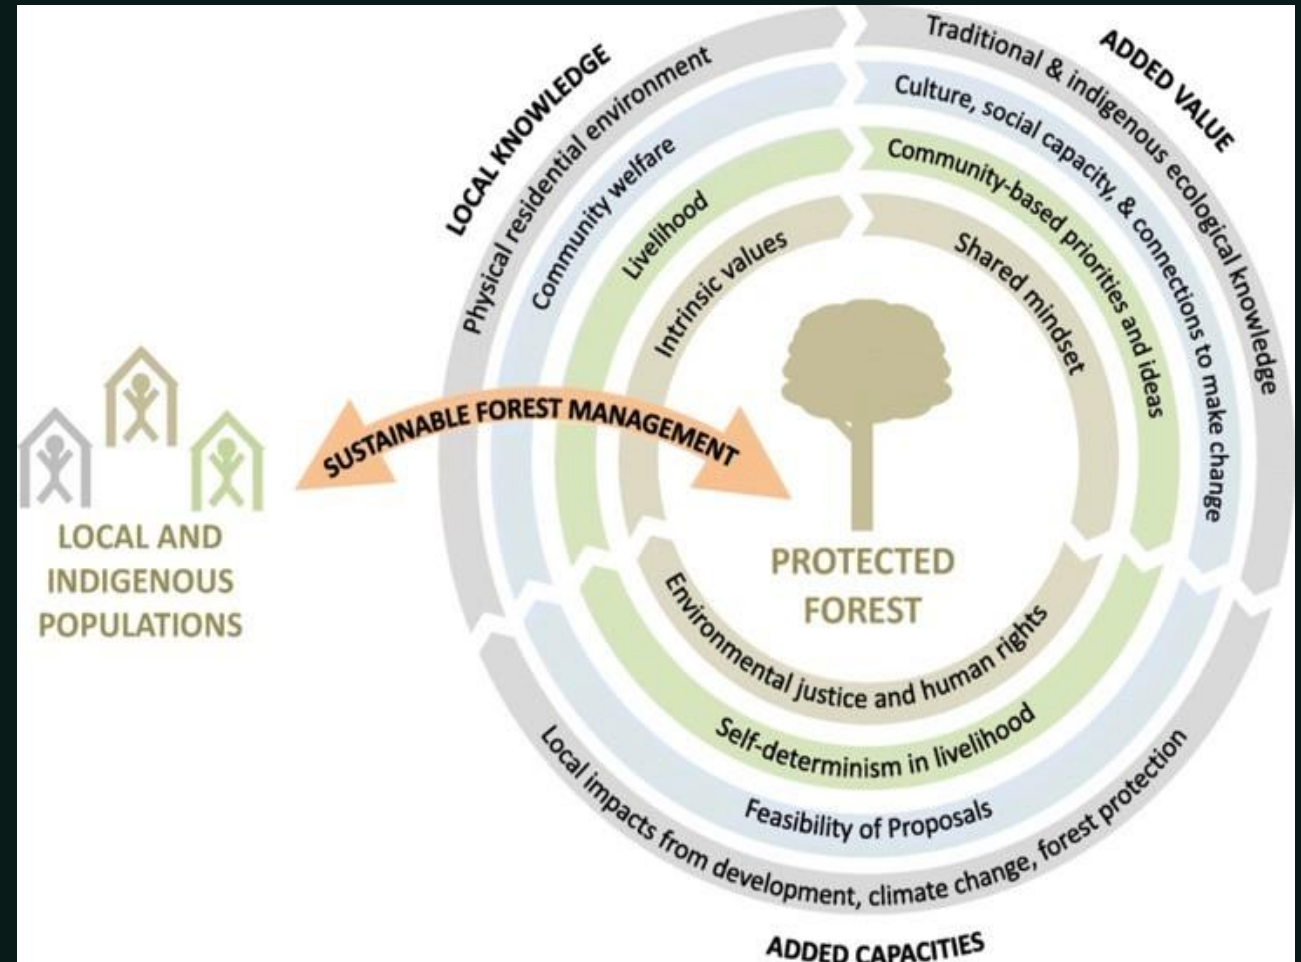 LOCAL KNOWLEDGE
Physical residential environment
Community welfare
Livelihood
Intrinsic values
ADDED VALUE
Traditional & indigenous ecological knowledge
Culture, social capacity, & connections to make change
Community-based priorities and ideas
Shared mindset
SUSTAINABLE FOREST MANAGEMENT
LOCAL AND
INDIGENOUS
POPULATIONS
PROTECTED
FOREST
Environmental justice and human rights
Self-determinism in livelihood
Feasibility of Proposals
Local impacts from development, climate change, forest protection
ADDED CAPACITIES